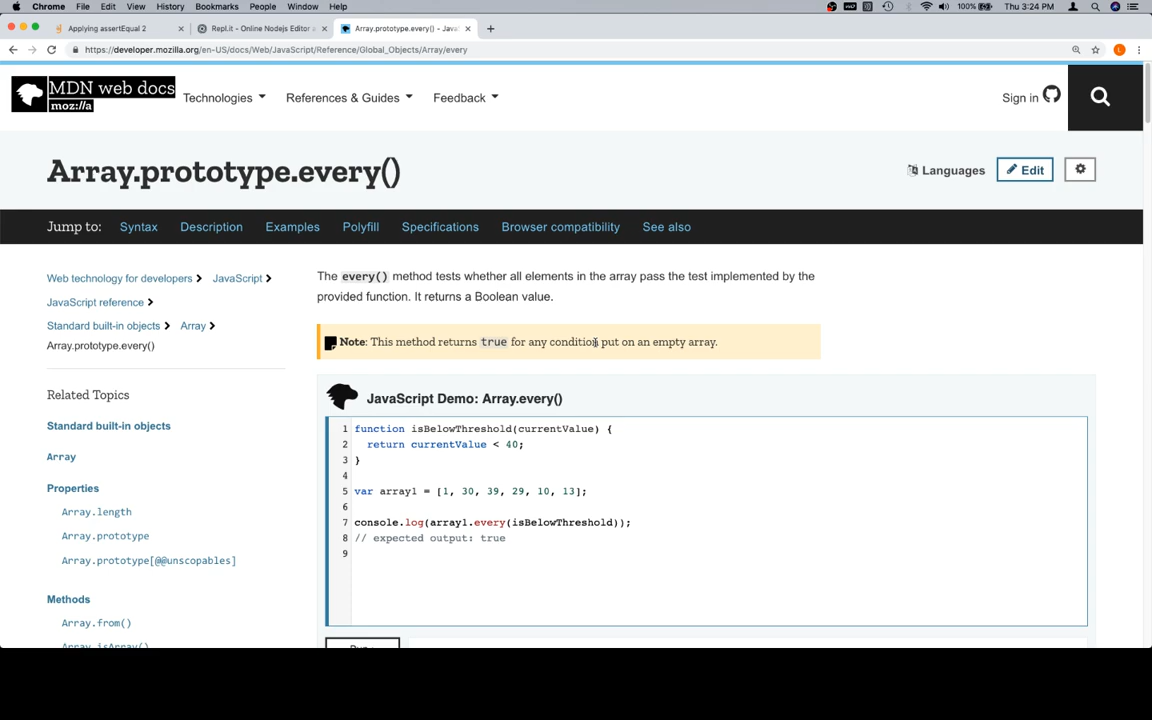 Chrome File Edit View History Bookmarks People Window Help
100% Thu 3:24 PM
Applying assertEqual 2
Repl.it - Online Nodejs Editor a
Array.prototype.every() - JavaS
https://developer.mozilla.org/en-US/docs/Web/JavaScript/Reference/Global_Objects/Array/every
MDN web docs
moz://a
Technologies References & Guides Feedback
Sign in
Array.prototype.every()
Languages Edit
Jump to: Syntax Description Examples Polyfill Specifications Browser compatibility See also
Web technology for developers
JavaScript
JavaScript reference
Standard built-in objects
Array
Array.prototype.every()
Related Topics
Standard built-in objects
Array
Properties
Array.length
Array.prototype
Array.prototype[@@unscopables]
Methods
Array.from()
Array.isArray()
The every() method tests whether all elements in the array pass the test implemented by the
provided function. It returns a Boolean value.
Note: This method returns true for any condition put on an empty array.
JavaScript Demo: Array.every()
1 function isBelowThreshold(currentValue) {
2 return currentValue < 40;
3 }
4
5 var array1 = [1, 30, 39, 29, 10, 13];
6
7 console.log(array1.every(isBelowThreshold));
8 // expected output: true
9